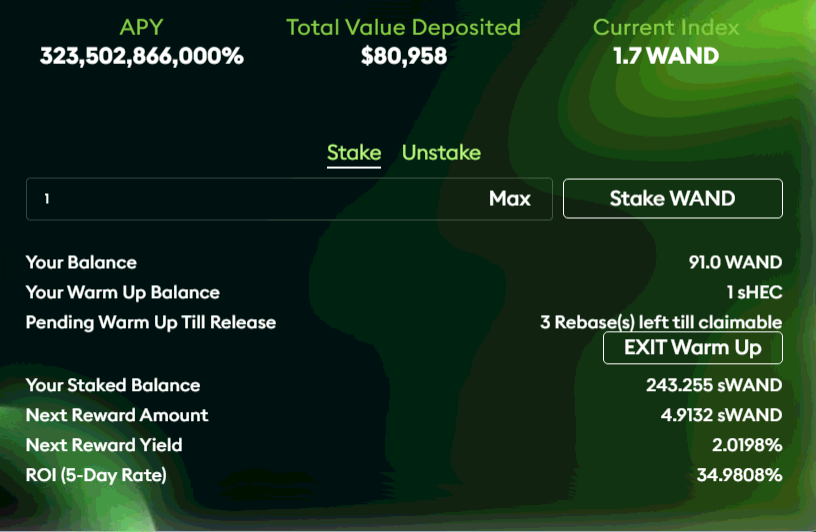 APY Total Value Deposited Current Index
323,502,866,000% $80,958 1.7 WAND
Stake Unstake
1 Max Stake WAND
Your Balance 91.0 WAND
Your Warm Up Balance 1 sHEC
Pending Warm Up Till Release 3 Rebase(s) left till claimable
EXIT Warm Up
Your Staked Balance 243.255 sWAND
Next Reward Amount 4.9132 sWAND
Next Reward Yield 2.0198%
ROI (5-Day Rate) 34.9808%